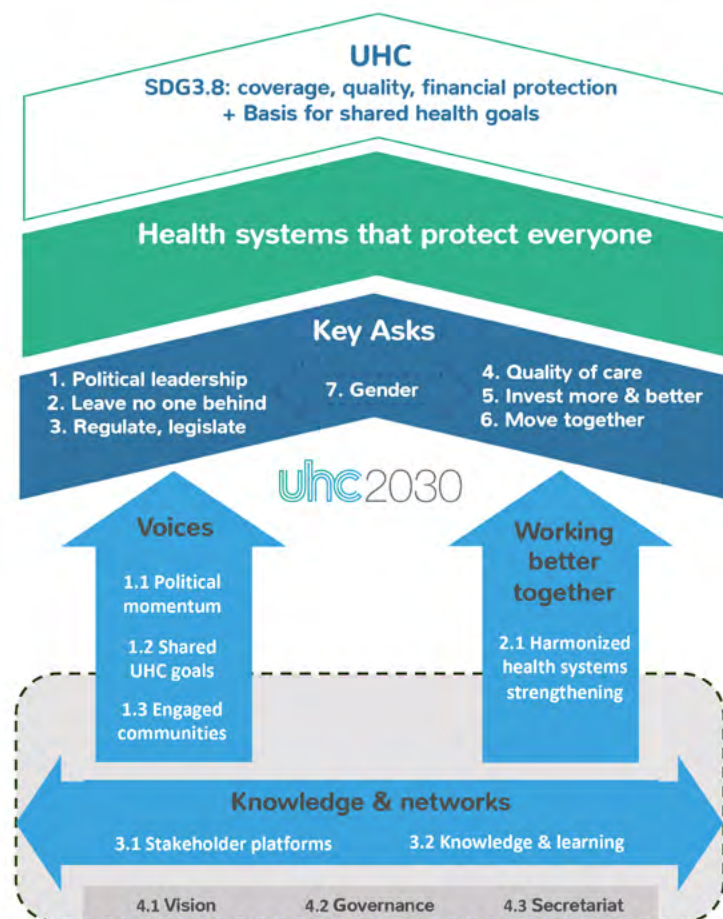 UHC
SDG3.8: coverage, quality, financial protection
+ Basis for shared health goals
Health systems that protect everyone
Key Asks
1. Political leadership
2. Leave no one behind
3. Regulate, legislate
7. Gender
4. Quality of care
5. Invest more & better
6. Move together
uhc2030
Voices
1.1 Political
momentum
1.2 Shared
UHC goals
1.3 Engaged
communities
Working
better
together
2.1 Harmonized
health systems
strengthening
Knowledge & networks
3.1 Stakeholder platforms
3.2 Knowledge & learning
4.1 Vision
4.2 Governance
4.3 Secretariat